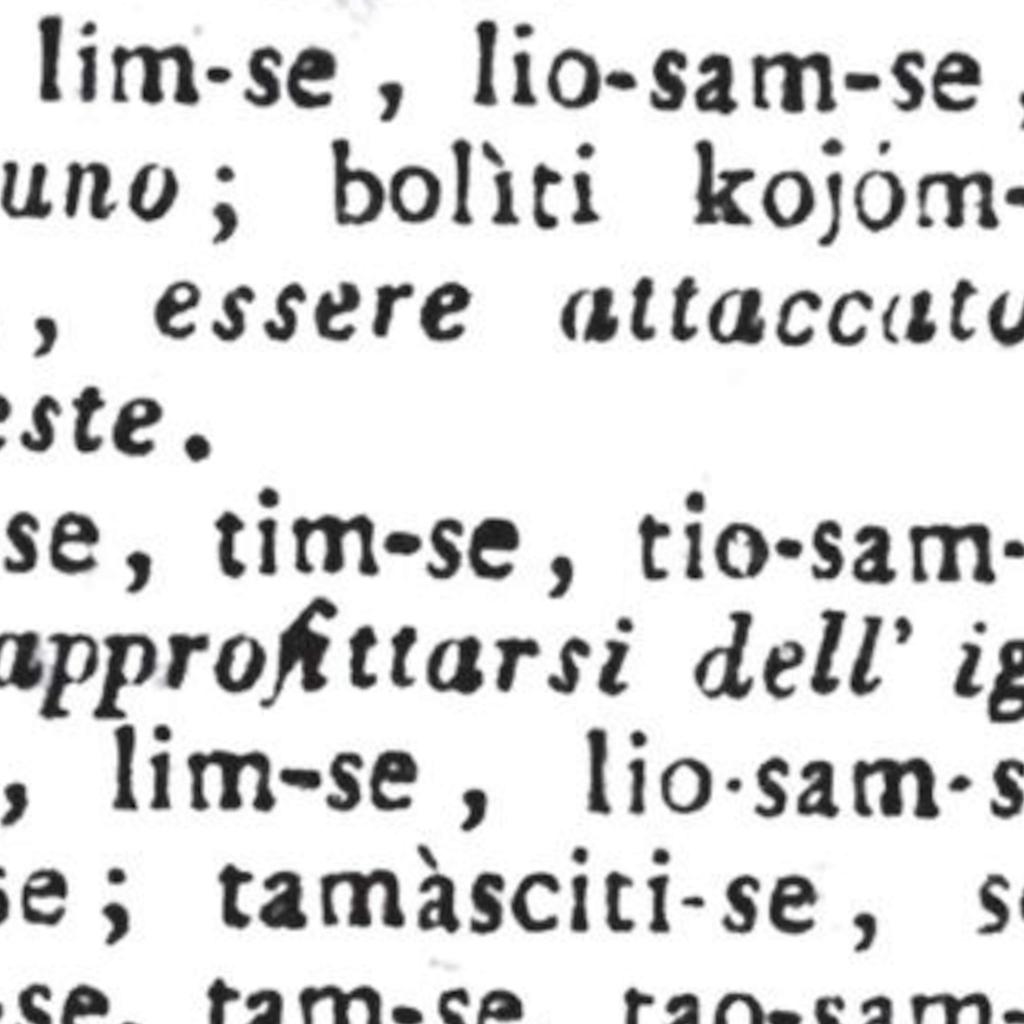 lim-se, lio-sam-se,
uno; bolìti kojóm-
, essere attaccato
este.
se, tim-se, tio-sam-
approfittarsi dell' ig
, lim-se, lio-sam-s
se; tamàsciti-se, se
-se, tam-se, tao-sam-